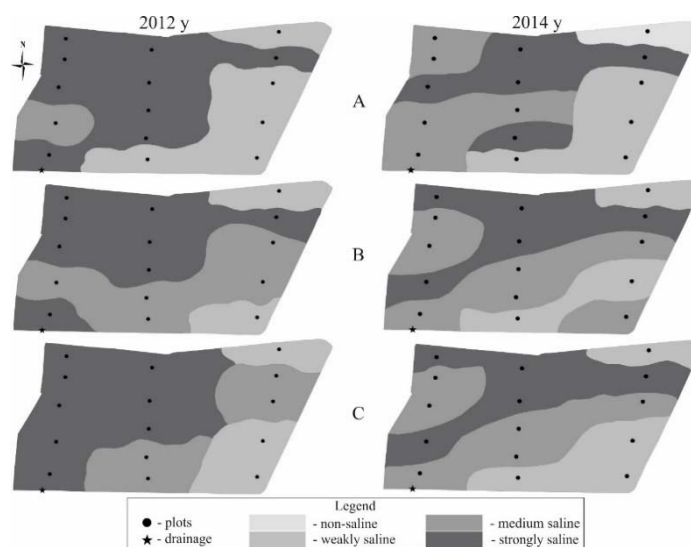 2012 y 2014 y
N
A
B
C
Legend
- plots - non-saline - medium saline
- drainage - weakly saline - strongly saline